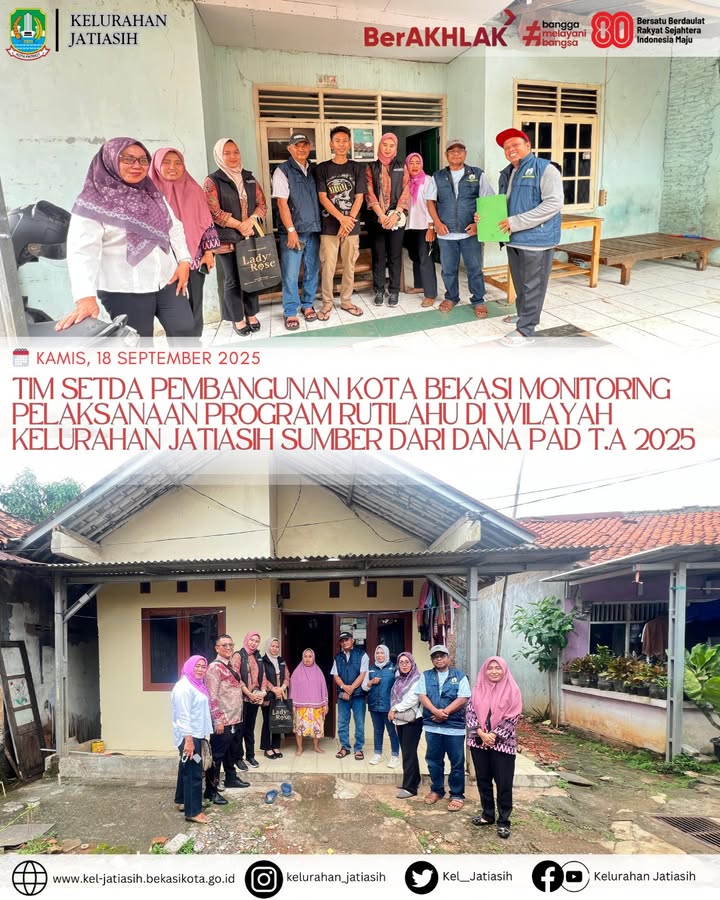 KELURAHAN
JATIASIH
BerAKHLAK
#bangga
melayani
bangsa
80
Bersatu Berdaulat
Rakyat Sejahtera
Indonesia Maju
Lady Rose
KAMIS, 18 SEPTEMBER 2025
TIM SETDA PEMBANGUNAN KOTA BEKASI MONITORING
PELAKSANAAN PROGRAM RUTILAHU DI WILAYAH
KELURAHAN JATIASIH SUMBER DARI DANA PAD T.A 2025
Lady Rose
www.kel-jatiasih.bekasikota.go.id
kelurahan_jatiasih
Kel__Jatiasih
Kelurahan Jatiasih